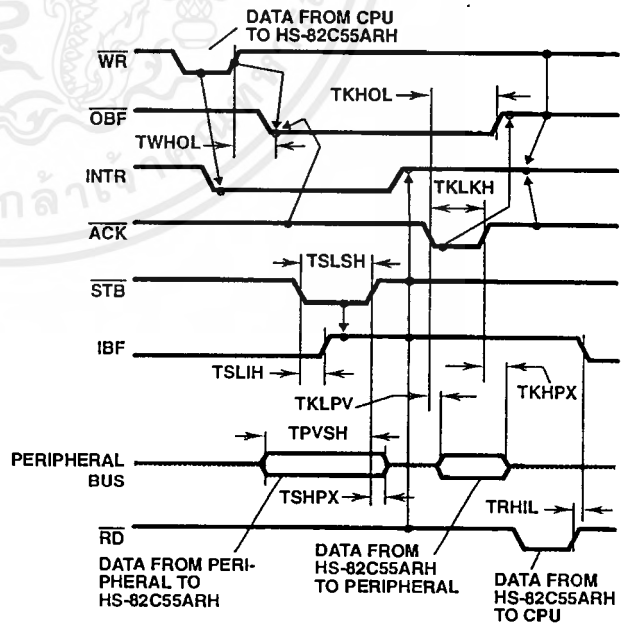 DATA FROM CPU
TO HS-82C55ARH
WR
TKHOL
OBF
TWHOL
INTR
TKLKH
ACK
TSLSH
STB
IBF
TSLIH
TKLPV
TKHPX
TPVSH
PERIPHERAL
BUS
TSHPX
TRHIL
RD
DATA FROM PERI-
PHERAL TO
HS-82C55ARH
DATA FROM
HS-82C55ARH
TO PERIPHERAL
DATA FROM
HS-82C55ARH
TO CPU